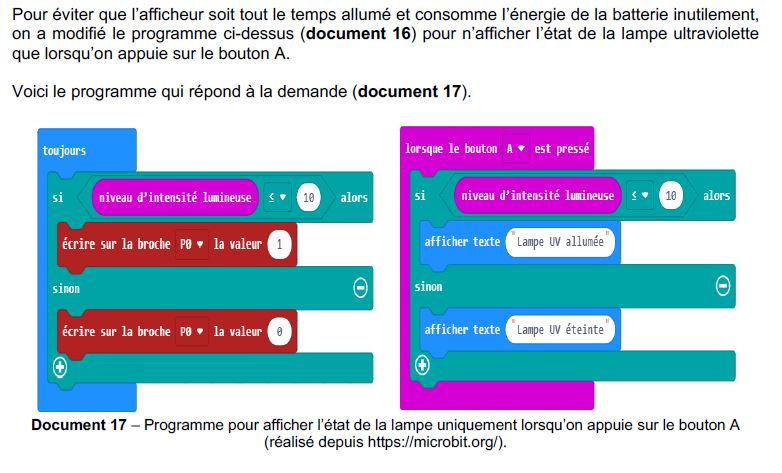 Pour éviter que l'afficheur soit tout le temps allumé et consomme l'énergie de la batterie inutilement,
on a modifié le programme ci-dessus (document 16) pour n'afficher l'état de la lampe ultraviolette
que lorsqu'on appuie sur le bouton A.
Voici le programme qui répond à la demande (document 17).
toujours
si niveau d'intensité lumineuse ≤ 10 alors
écrire sur la broche P0 la valeur 1
sinon
écrire sur la broche P0 la valeur 0
lorsque le bouton A est pressé
si niveau d'intensité lumineuse ≤ 10 alors
afficher texte "Lampe UV allumée"
sinon
afficher texte "Lampe UV éteinte"
Document 17 – Programme pour afficher l'état de la lampe uniquement lorsqu'on appuie sur le bouton A
(réalisé depuis https://microbit.org/).